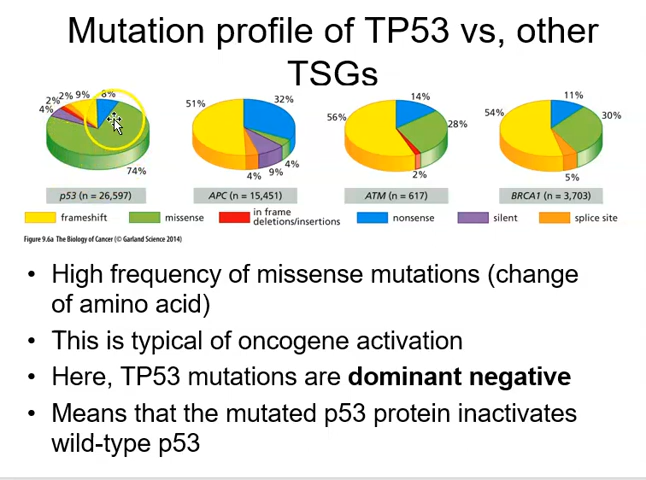 Mutation profile of TP53 vs, other
TSGs
2% 2% 9% 8%
4%
74%
51% 32%
4%
4% 9%
56% 14%
28%
2%
54% 11%
30%
5%
p53 (n = 26,597) APC (n = 15,451) ATM (n = 617) BRCA1 (n = 3,703)
frameshift missense in frame deletions/insertions nonsense silent splice site
Figure 9.6a The Biology of Cancer (© Garland Science 2014)
• High frequency of missense mutations (change
of amino acid)
• This is typical of oncogene activation
• Here, TP53 mutations are dominant negative
• Means that the mutated p53 protein inactivates
wild-type p53